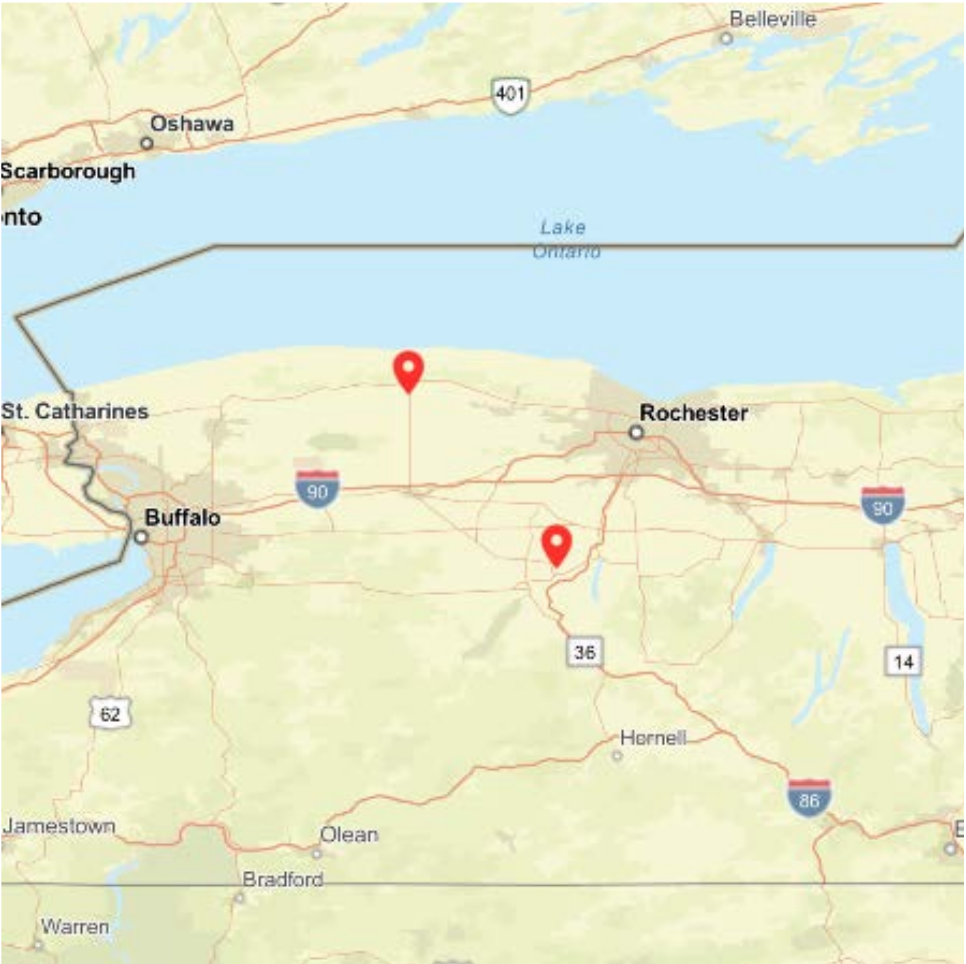 Belleville
401
Oshawa
Scarborough
onto
Lake
Ontario
St. Catharines
Rochester
90
90
Buffalo
36
14
62
Hornell
86
Jamestown
Olean
E
Bradford
Warren